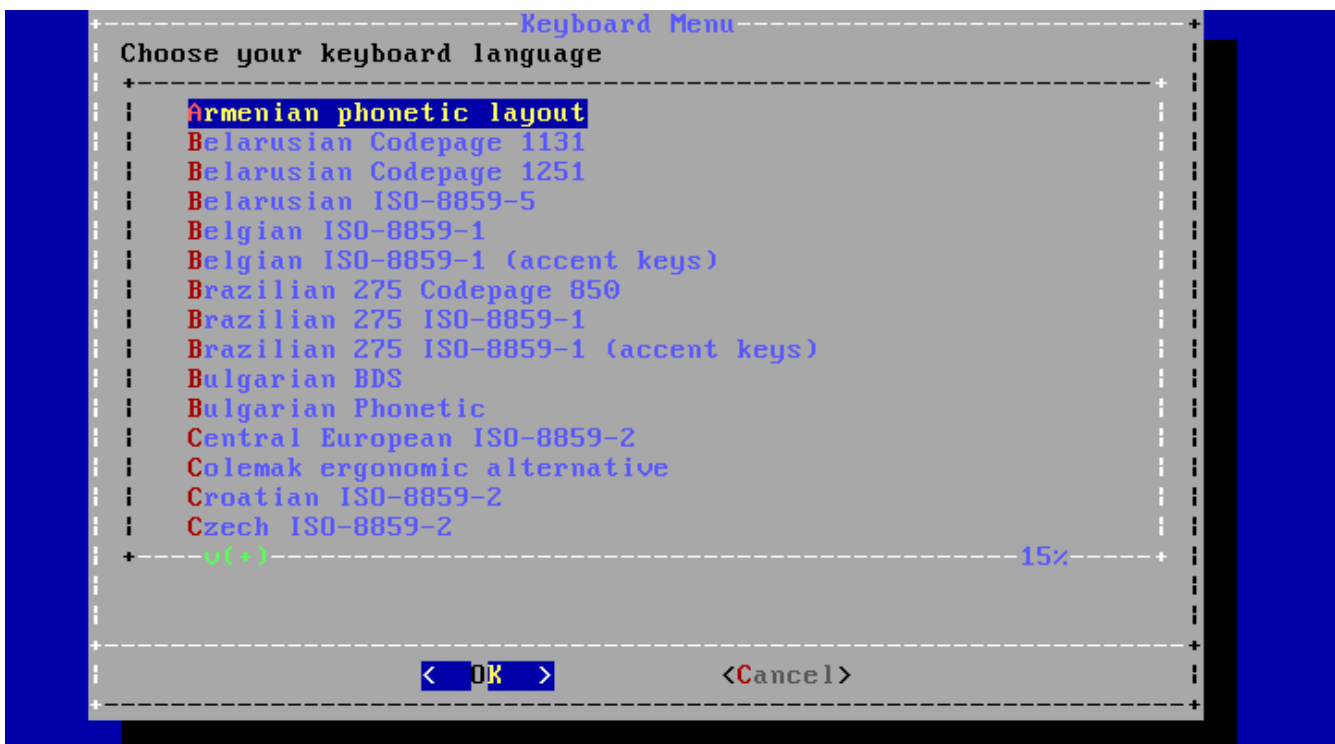 Keyboard Menu
Choose your keyboard language
Armenian phonetic layout
Belarusian Codepage 1131
Belarusian Codepage 1251
Belarusian ISO-8859-5
Belgian ISO-8859-1
Belgian ISO-8859-1 (accent keys)
Brazilian 275 Codepage 850
Brazilian 275 ISO-8859-1
Brazilian 275 ISO-8859-1 (accent keys)
Bulgarian BDS
Bulgarian Phonetic
Central European ISO-8859-2
Colemak ergonomic alternative
Croatian ISO-8859-2
Czech ISO-8859-2
v(+) 15%
< OK > <Cancel>